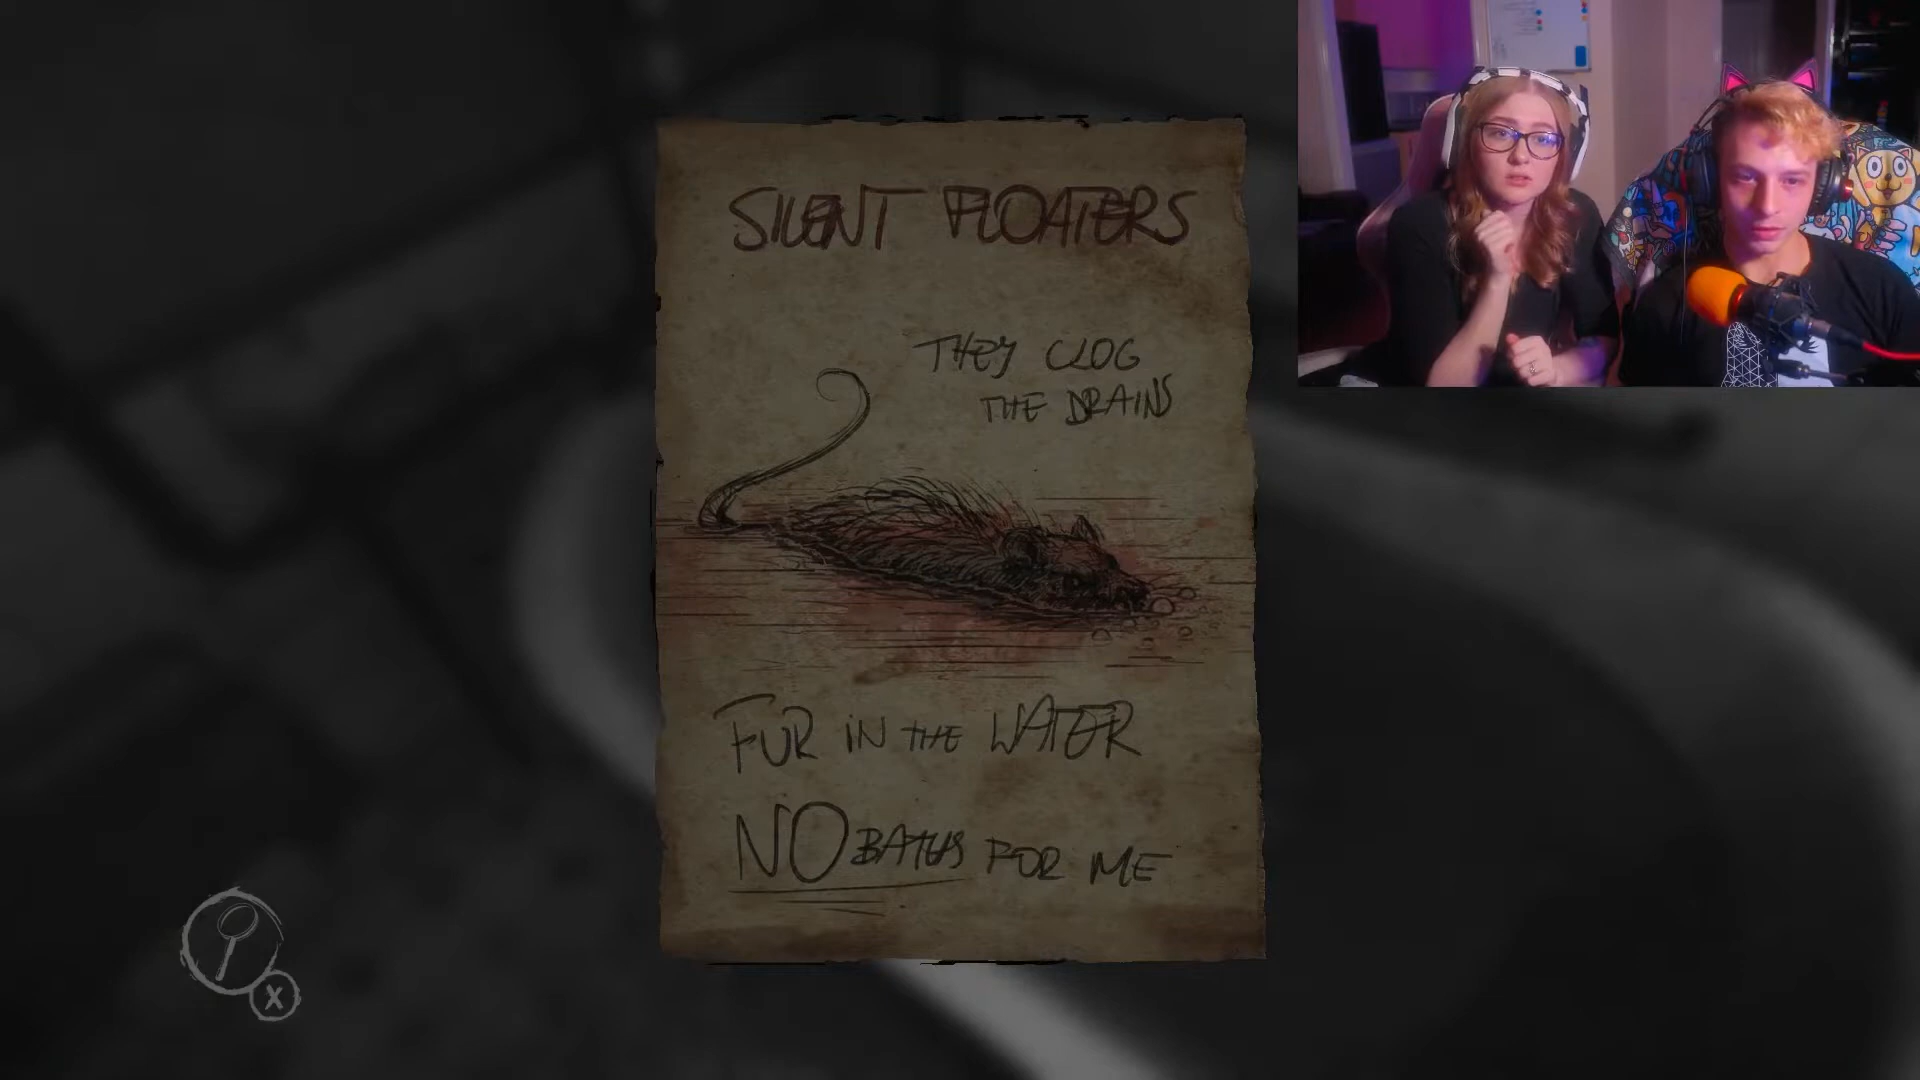 SILENT FLOATERS
THEY CLOG
THE DRAINS
FUR IN THE WATER
NO BATHS FOR ME
X